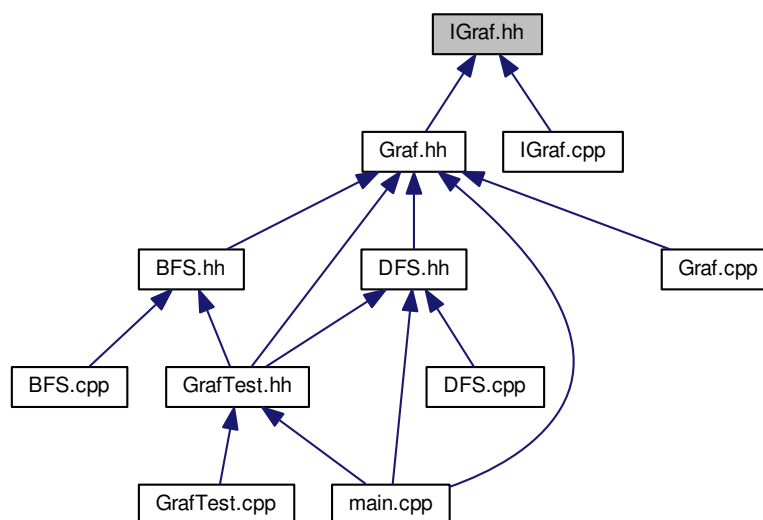 IGraf.hh
Graf.hh
IGraf.cpp
BFS.hh
DFS.hh
Graf.cpp
BFS.cpp
GrafTest.hh
DFS.cpp
GrafTest.cpp
main.cpp